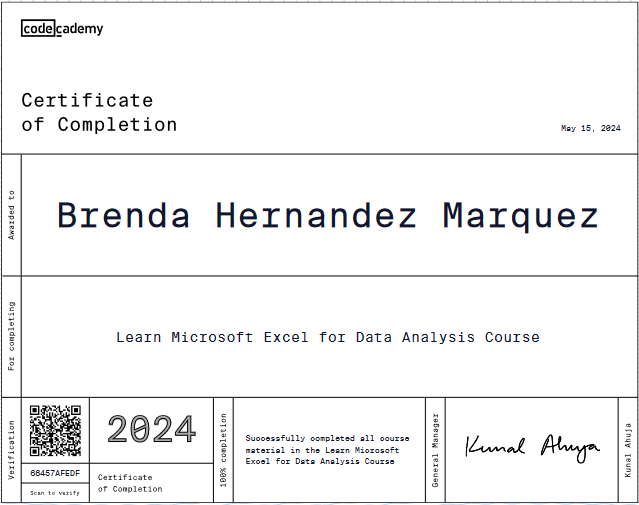 codecademy
Certificate
of Completion
May 15, 2024
Awarded to
Brenda Hernandez Marquez
For completing
Learn Microsoft Excel for Data Analysis Course
Verification
66457AFEDF
Scan to verify
2024
Certificate
of Completion
100% completion
Successfully completed all course
material in the Learn Microsoft
Excel for Data Analysis Course
General Manager
Kunal Ahuja
Kunal Ahuja